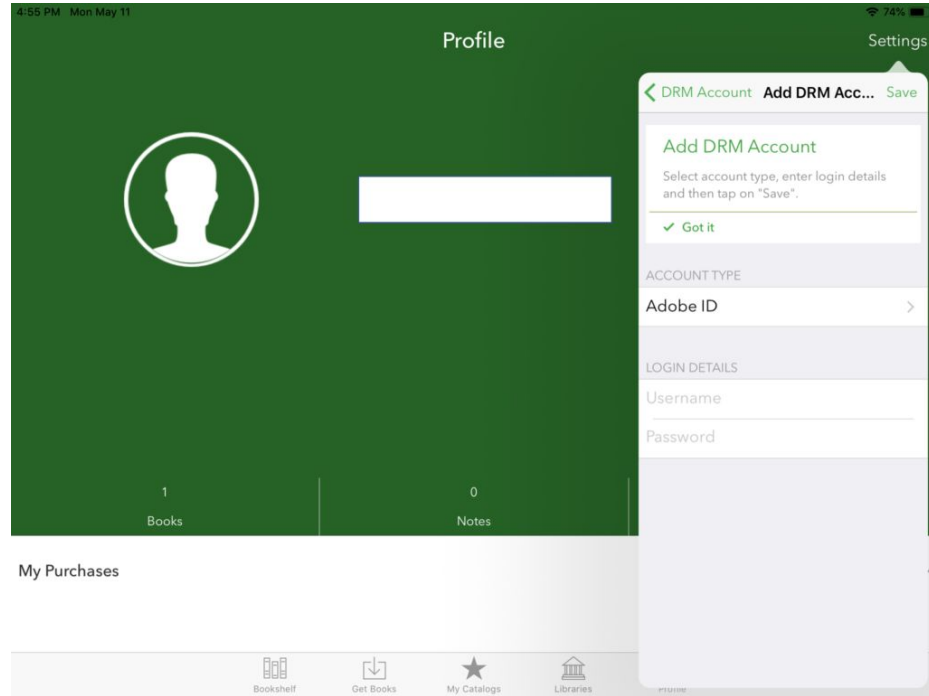 4:55 PM Mon May 11
74%
Profile
Settings
DRM Account Add DRM Acc... Save
Add DRM Account
Select account type, enter login details
and then tap on "Save".
Got it
ACCOUNT TYPE
Adobe ID
LOGIN DETAILS
Username
Password
1
Books
0
Notes
My Purchases
Bookshelf
Get Books
My Catalogs
Libraries
Profile